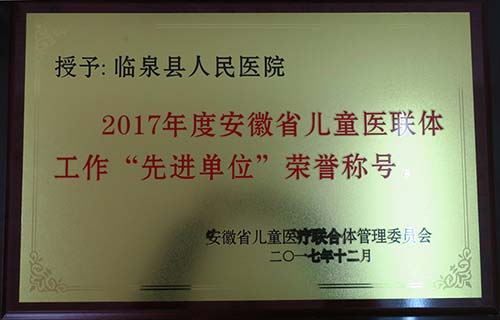 授予:临泉县人民医院
2017年度安徽省儿童医联体
工作“先进单位”荣誉称号。
安徽省儿童医疗联合体管理委员会
二〇一七年十二月